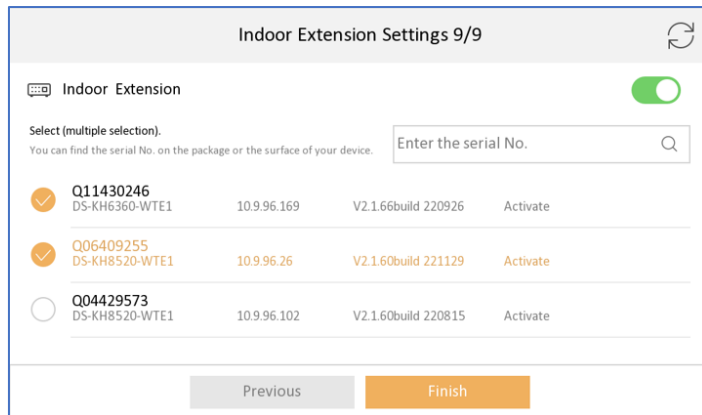 Indoor Extension Settings 9/9
Indoor Extension
Select (multiple selection).
You can find the serial No. on the package or the surface of your device.
Enter the serial No.
Q11430246
DS-KH6360-WTE1 10.9.96.169 V2.1.66build 220926 Activate
Q06409255
DS-KH8520-WTE1 10.9.96.26 V2.1.60build 221129 Activate
Q04429573
DS-KH8520-WTE1 10.9.96.102 V2.1.60build 220815 Activate
Previous Finish